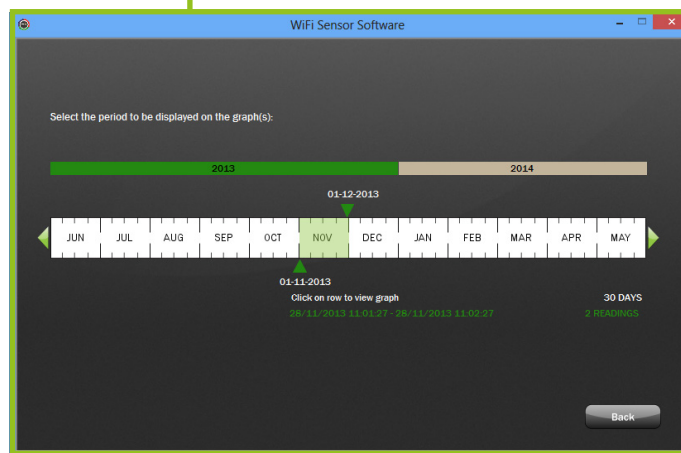 WiFi Sensor Software
Select the period to be displayed on the graph(s):
2013 2014
01-12-2013
JUN JUL AUG SEP OCT NOV DEC JAN FEB MAR APR MAY
01-11-2013
Click on row to view graph 30 DAYS
28/11/2013 11:01:27 - 28/11/2013 11:02:27 2 READINGS
Back